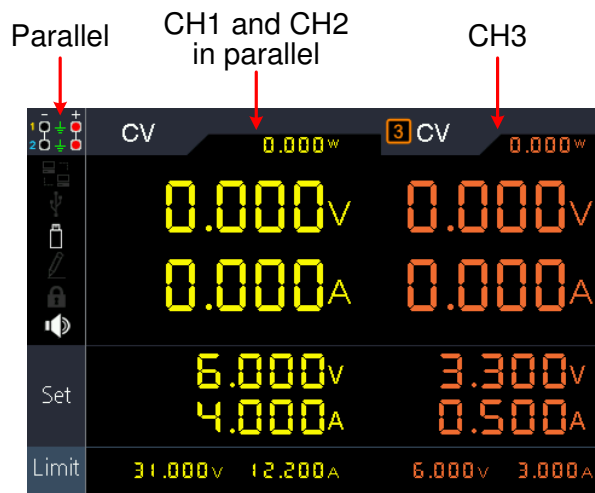 Parallel
CH1 and CH2
in parallel
CH3
- +
1
2
CV 0.000W
3 CV 0.000W
0.000V 0.000V
0.000A 0.000A
Set
6.000V 3.300V
4.000A 0.500A
Limit 31.000V 12.200A 6.000V 3.000A